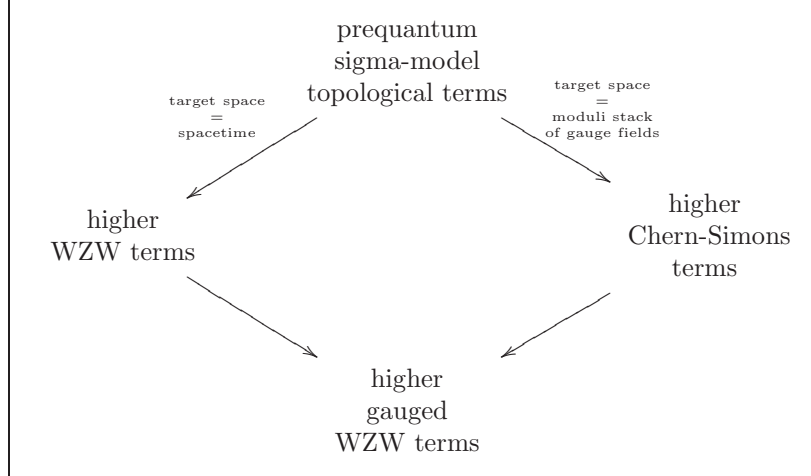 prequantum
sigma-model
topological terms
target space
=
spacetime
target space
=
moduli stack
of gauge fields
higher
WZW terms
higher
Chern-Simons
terms
higher
gauged
WZW terms